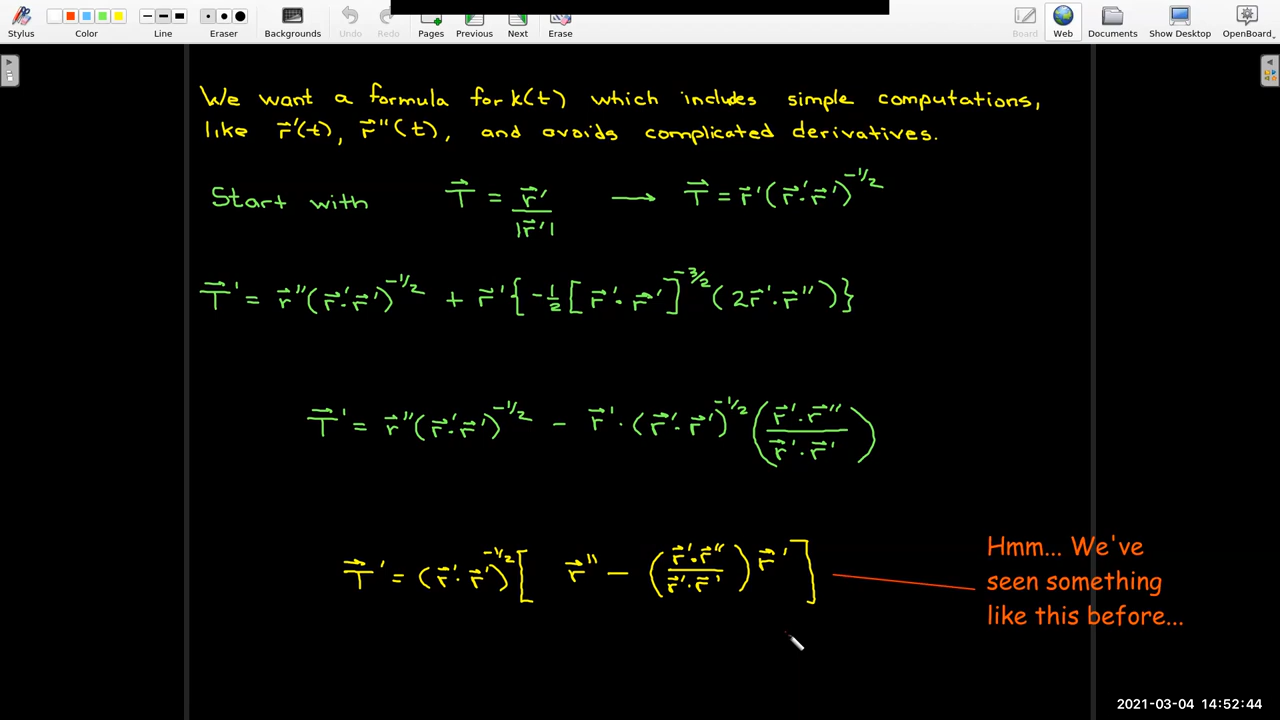 Stylus Color Line Eraser Backgrounds Undo Redo Pages Previous Next Erase Board Web Documents Show Desktop OpenBoard
We want a formula for k(t) which includes simple computations,
like r⃗'(t), r⃗''(t), and avoids complicated derivatives.
Start with T⃗ = r⃗'/|r⃗'| → T⃗ = r⃗'(r⃗'·r⃗')^(-1/2)
T⃗' = r⃗''(r⃗'·r⃗')^(-1/2) + r⃗'{-1/2[r⃗'·r⃗']^(-3/2)(2r⃗'·r⃗'')}
T⃗' = r⃗''(r⃗'·r⃗')^(-1/2) - r⃗'·(r⃗'·r⃗')^(-1/2)(r⃗'·r⃗''/r⃗'·r⃗')
T⃗' = (r⃗'·r⃗')^(-1/2)[r⃗'' - (r⃗'·r⃗''/r⃗'·r⃗')r⃗']
Hmm... We've
seen something
like this before...
2021-03-04 14:52:44